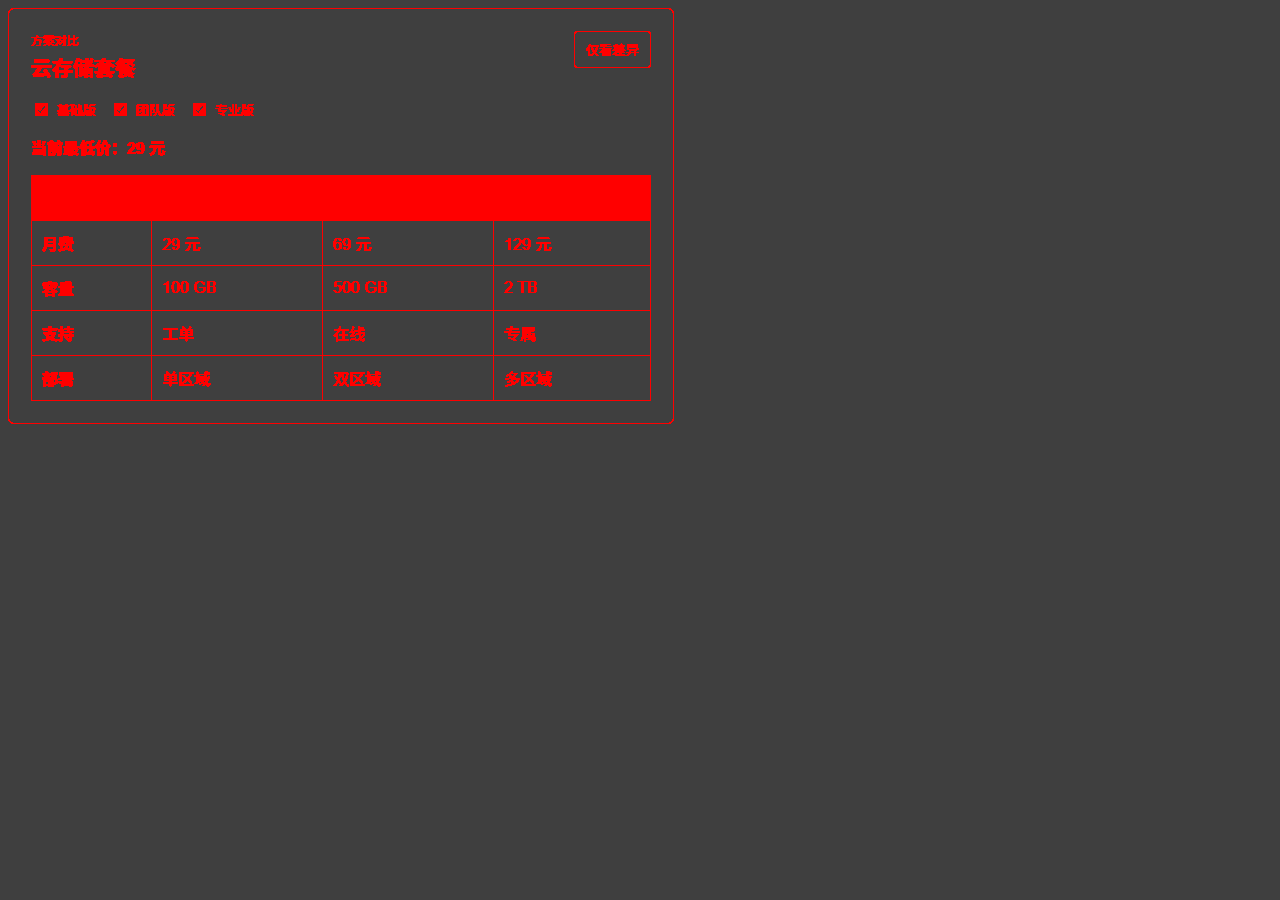 方案对比
云存储套餐
仅看差异
基础版 团队版 专业版
当前最低价：29 元
月费 29 元 69 元 129 元
容量 100 GB 500 GB 2 TB
支持 工单 在线 专属
部署 单区域 双区域 多区域